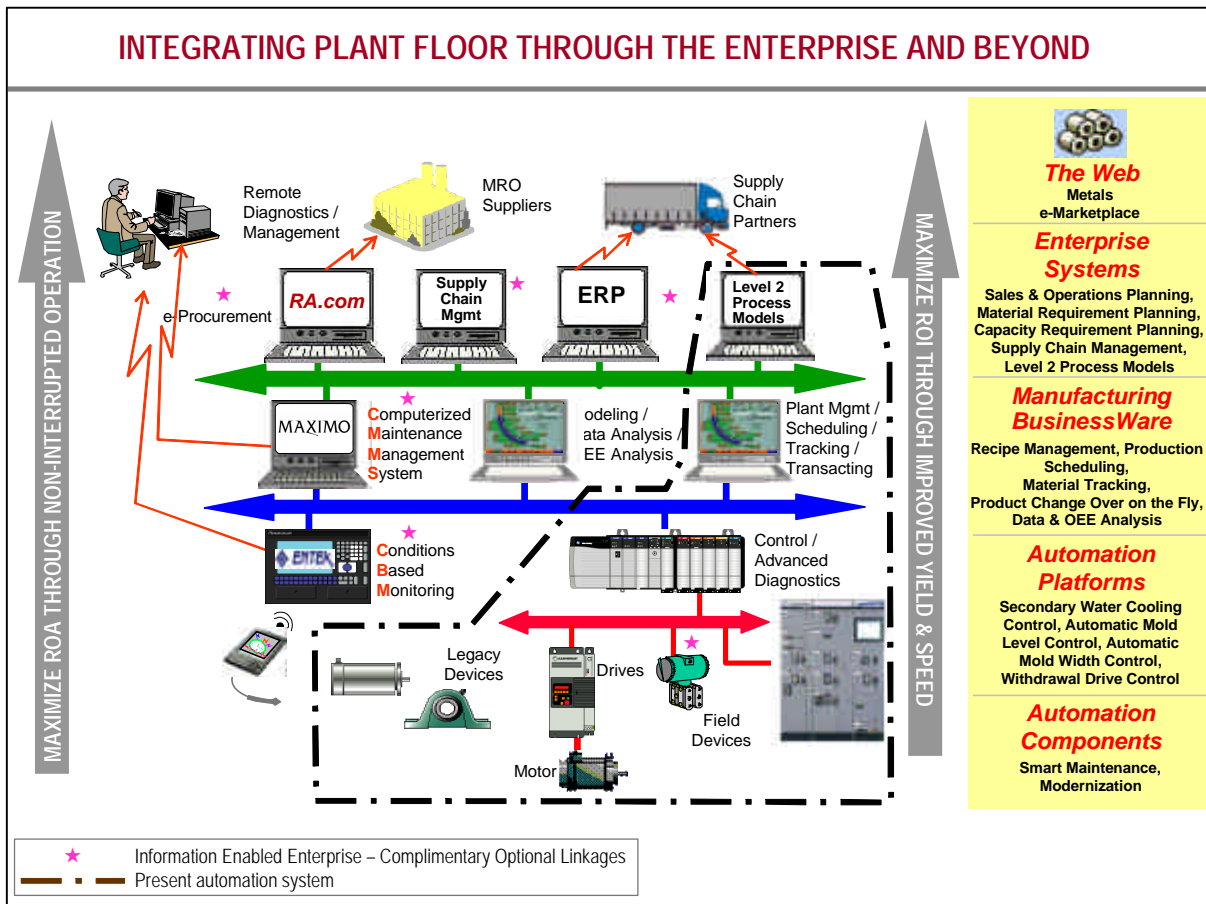 INTEGRATING PLANT FLOOR THROUGH THE ENTERPRISE AND BEYOND
MAXIMIZE ROA THROUGH NON-INTERRUPTED OPERATION
Remote
Diagnostics /
Management
MRO
Suppliers
Supply
Chain
Partners
e-Procurement
RA.com
Supply
Chain
Mgmt
ERP
Level 2
Process
Models
MAXIMO
Computerized
Maintenance
Management
System
odeling /
ata Analysis /
EE Analysis
Plant Mgmt /
Scheduling /
Tracking /
Transacting
ENTEK
Conditions
Based
Monitoring
Control /
Advanced
Diagnostics
Legacy
Devices
Drives
Field
Devices
Motor
MAXIMIZE ROI THROUGH IMPROVED YIELD & SPEED
The Web
Metals
e-Marketplace
Enterprise
Systems
Sales & Operations Planning,
Material Requirement Planning,
Capacity Requirement Planning,
Supply Chain Management,
Level 2 Process Models
Manufacturing
BusinessWare
Recipe Management, Production
Scheduling,
Material Tracking,
Product Change Over on the Fly,
Data & OEE Analysis
Automation
Platforms
Secondary Water Cooling
Control, Automatic Mold
Level Control, Automatic
Mold Width Control,
Withdrawal Drive Control
Automation
Components
Smart Maintenance,
Modernization
Information Enabled Enterprise – Complimentary Optional Linkages
Present automation system